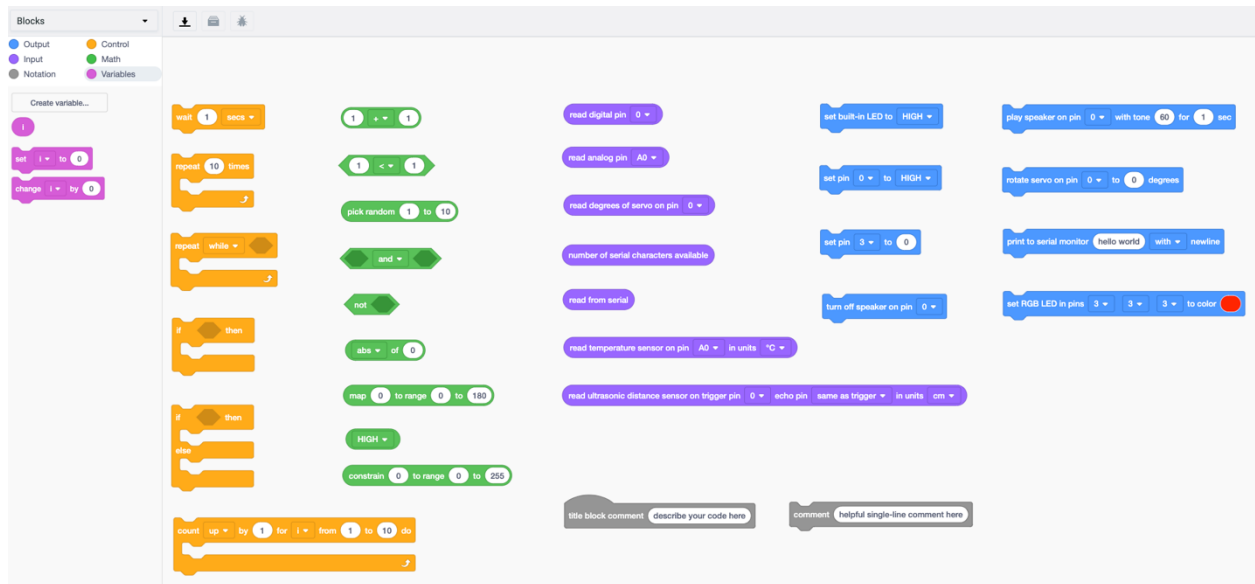 Blocks
Output
Control
Input
Math
Notation
Variables
Create variable...
i
set i to 0
change i by 0
wait 1 secs
repeat 10 times
repeat while
if then
if then
else
count up by 1 for i from 1 to 10 do
1 + 1
1 < 1
pick random 1 to 10
and
not
abs of 0
map 0 to range 0 to 180
HIGH
constrain 0 to range 0 to 255
read digital pin 0
read analog pin A0
read degrees of servo on pin 0
number of serial characters available
read from serial
read temperature sensor on pin A0 in units °C
read ultrasonic distance sensor on trigger pin 0 echo pin same as trigger in units cm
title block comment describe your code here
comment helpful single-line comment here
set built-in LED to HIGH
set pin 0 to HIGH
set pin 3 to 0
turn off speaker on pin 0
play speaker on pin 0 with tone 60 for 1 sec
rotate servo on pin 0 to 0 degrees
print to serial monitor hello world with newline
set RGB LED in pins 3 3 3 to color